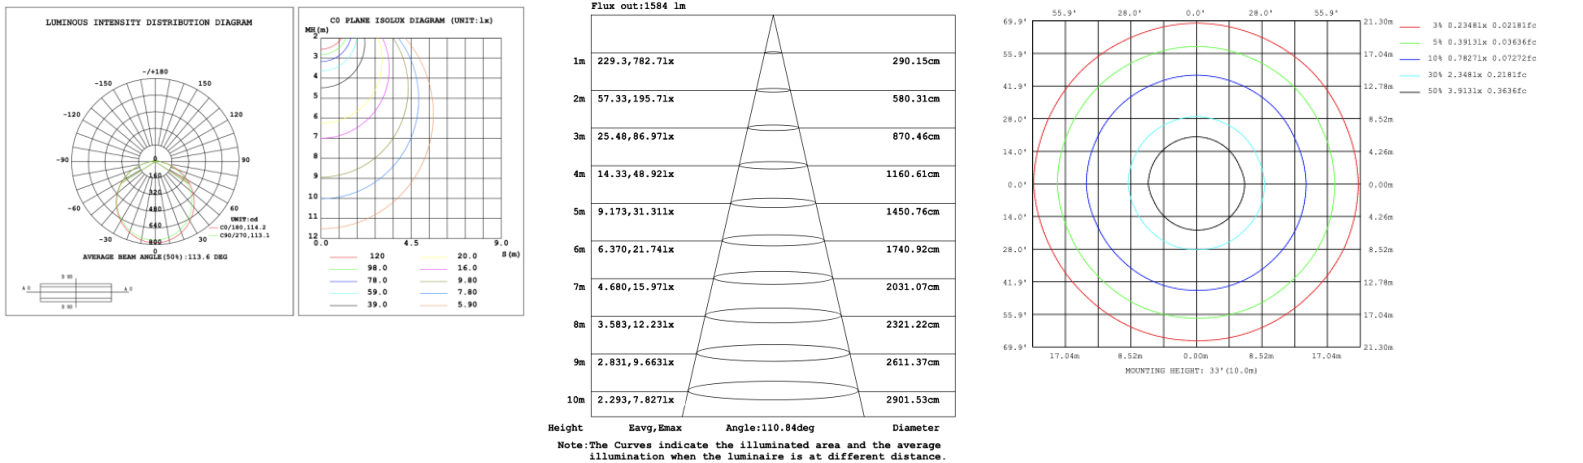 LUMINOUS INTENSITY DISTRIBUTION DIAGRAM
-/+180
-150 150
-120 120
-90 90
-60 60
-30 30
0
0
160
320
480
640
800
UNIT:cd
C0/180,114.2
C90/270,113.1
AVERAGE BEAM ANGLE(50%):113.6 DEG
C0 PLANE ISOLUX DIAGRAM (UNIT:lx)
MH(m)
2
3
4
5
6
7
8
9
10
11
12
0.0 4.5 9.0
S(m)
120 20.0
98.0 16.0
78.0 9.80
59.0 7.80
39.0 5.90
Flux out:1584 lm
1m 229.3,782.7lx 290.15cm
2m 57.33,195.7lx 580.31cm
3m 25.48,86.97lx 870.46cm
4m 14.33,48.92lx 1160.61cm
5m 9.173,31.31lx 1450.76cm
6m 6.370,21.74lx 1740.92cm
7m 4.680,15.97lx 2031.07cm
8m 3.583,12.23lx 2321.22cm
9m 2.831,9.663lx 2611.37cm
10m 2.293,7.827lx 2901.53cm
Height Eavg,Emax Angle:110.84deg Diameter
Note:The Curves indicate the illuminated area and the average
illumination when the luminaire is at different distance.
55.9' 28.0' 0.0' 28.0' 55.9'
69.9' 21.30m
55.9' 17.04m
41.9' 12.78m
28.0' 8.52m
14.0' 4.26m
0.0' 0.00m
14.0' 4.26m
28.0' 8.52m
41.9' 12.78m
55.9' 17.04m
69.9' 21.30m
17.04m 8.52m 0.00m 8.52m 17.04m
MOUNTING HEIGHT: 33'(10.0m)
3% 0.2348lx 0.02181fc
5% 0.3913lx 0.03636fc
10% 0.7827lx 0.07272fc
30% 2.348lx 0.2181fc
50% 3.913lx 0.3636fc